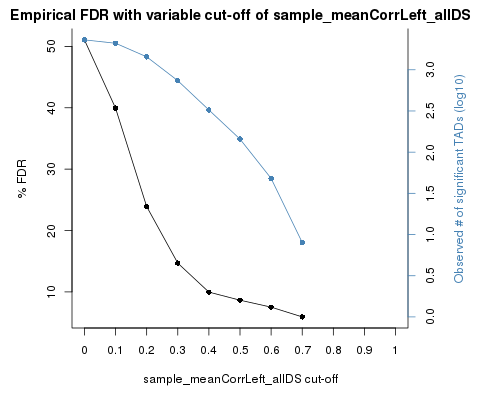 Empirical FDR with variable cut-off of sample_meanCorrLeft_allDS
50
40
30
20
10
% FDR
3.0
2.5
2.0
1.5
1.0
0.5
0.0
Observed # of significant TADs (log10)
0 0.1 0.2 0.3 0.4 0.5 0.6 0.7 0.8 0.9 1
sample_meanCorrLeft_allDS cut-off